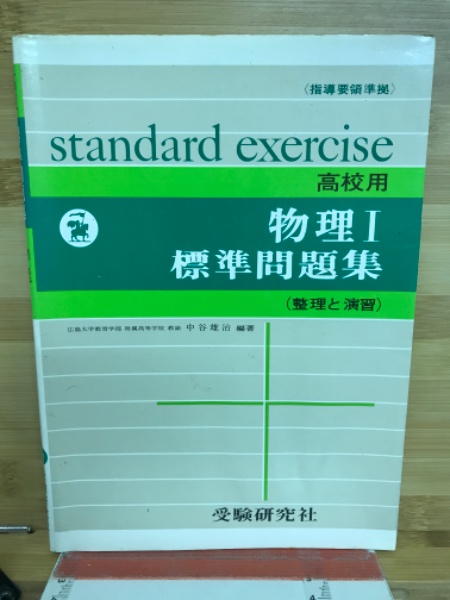 〈指導要領準拠〉
standard exercise
高校用
物理I
標準問題集
(整理と演習)
広島大学教育学部 附属高等学校 教諭 中谷雄治 編著
受験研究社